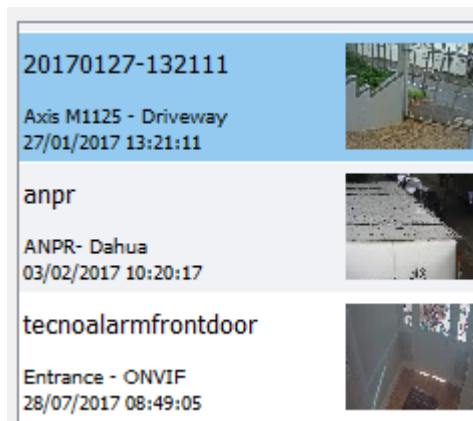 20170127-132111
Axis M1125 - Driveway
27/01/2017 13:21:11
anpr
ANPR- Dahua
03/02/2017 10:20:17
tecnoalarmfrontdoor
Entrance - ONVIF
28/07/2017 08:49:05